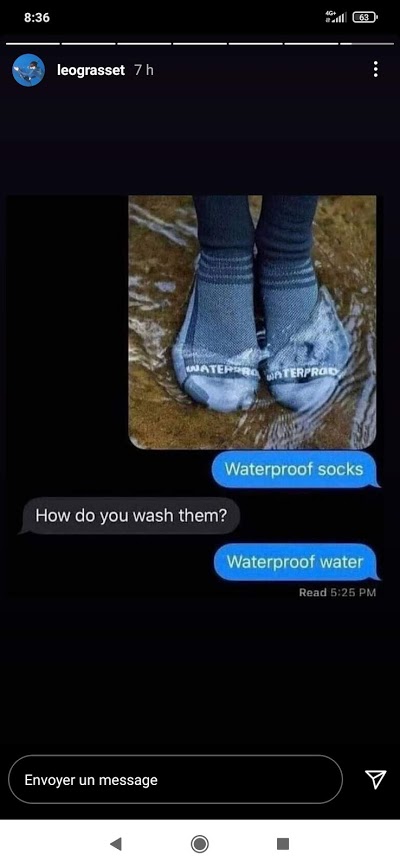 8:36
4G+
63
leograsset 7 h
WATERPRO WATERPROO
Waterproof socks
How do you wash them?
Waterproof water
Read 5:25 PM
Envoyer un message